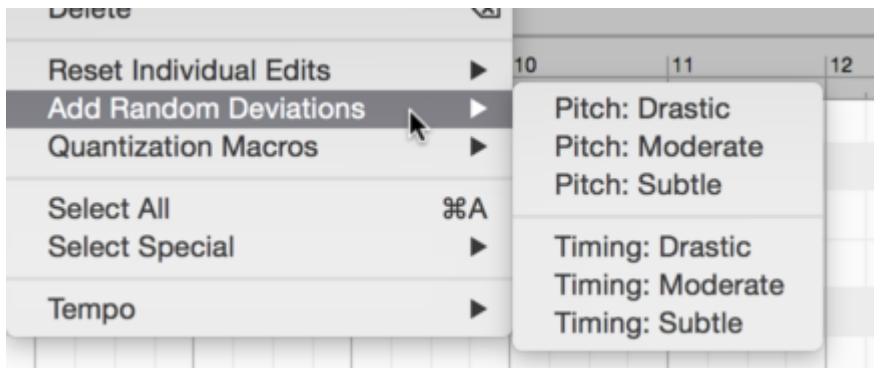 Delete
Reset Individual Edits
Add Random Deviations
Quantization Macros
Select All ⌘A
Select Special
Tempo
10 11 12
Pitch: Drastic
Pitch: Moderate
Pitch: Subtle
Timing: Drastic
Timing: Moderate
Timing: Subtle